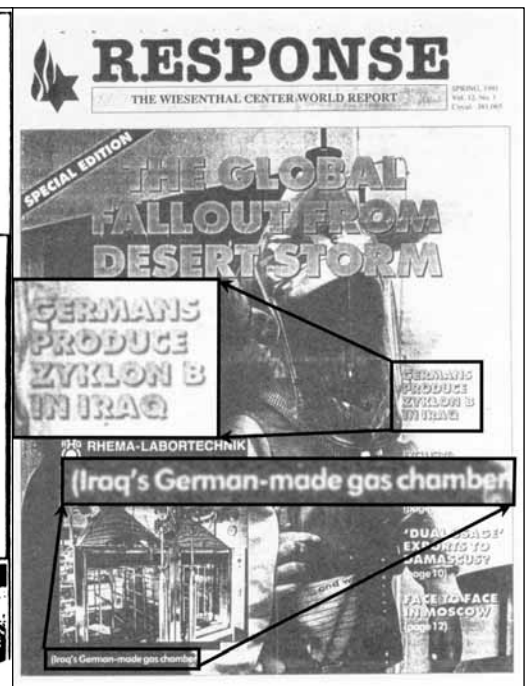 RESPONSE
THE WIESENTHAL CENTER WORLD REPORT
SPRING, 1991
Vol. 12, No. 1
SPECIAL EDITION
THE GLOBAL
FALLOUT FROM
DESERT STORM
GERMANS
PRODUCE
ZYKLON B
IN IRAQ
GERMANS
PRODUCE
ZYKLON B
IN IRAQ
RHEMA-LABORTECHNIK
(Iraq's German-made gas chamber
'DUAL USAGE'
EXPORTS TO
DAMASCUS?
(page 10)
FACE TO FACE
IN MOSCOW
(page 12)
(Iraq's German-made gas chamber